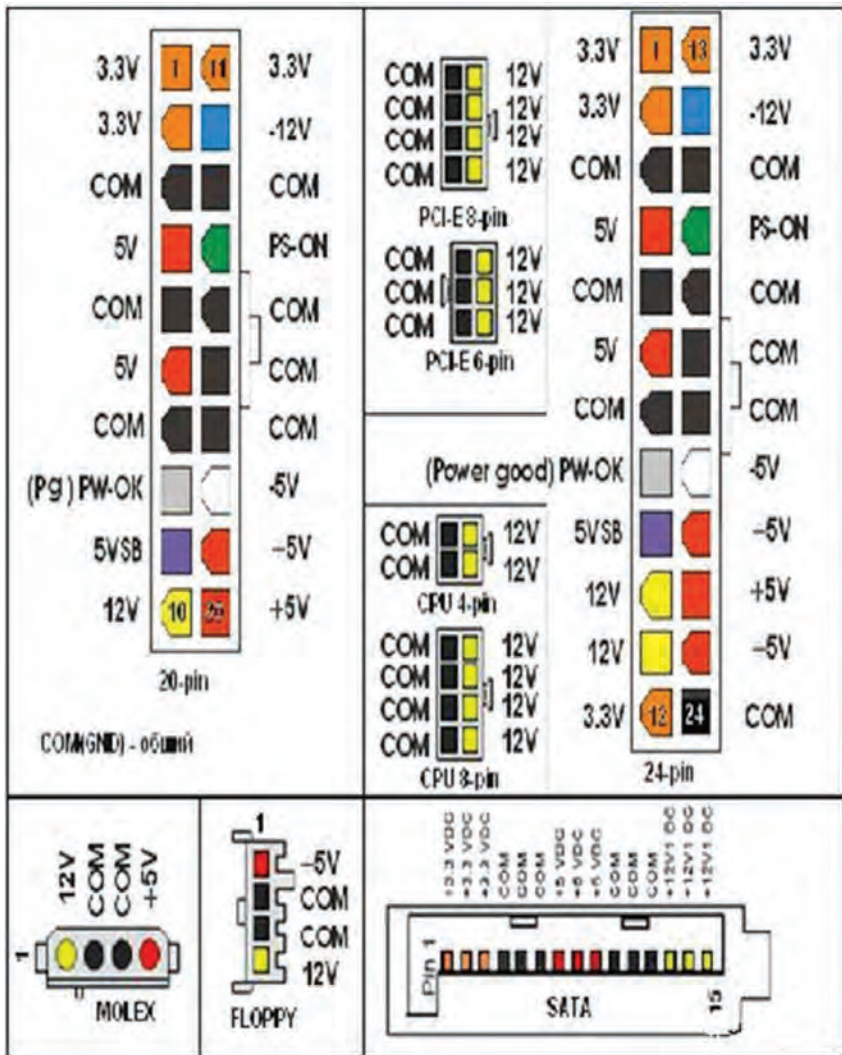 3.3V 1 11 3.3V
3.3V -12V
COM COM
5V PS-ON
COM COM
5V COM
COM COM
(Pg) PW-OK -5V
5VSB +5V
12V 10 20 +5V
20-pin
COM(GND) - общий
COM 12V
COM 12V
COM 12V
COM 12V
PCI-E 8-pin
COM 12V
COM 12V
COM 12V
PCI-E 6-pin
COM 12V
COM 12V
CPU 4-pin
COM 12V
COM 12V
COM 12V
COM 12V
CPU 8-pin
3.3V 1 13 3.3V
3.3V -12V
COM COM
5V PS-ON
COM COM
5V COM
COM COM
(Power good) PW-OK -5V
5VSB +5V
12V +5V
12V +5V
3.3V 12 24 COM
24-pin
12V COM COM +5V
1
MOLEX
1
+5V
COM
COM
12V
FLOPPY
+3.3 VDC
+3.3 VDC
+3.3 VDC
COM
COM
COM
+5 VDC
+5 VDC
+5 VDC
COM
COM
COM
+12V1 DC
+12V1 DC
+12V1 DC
Pin 1
15
SATA